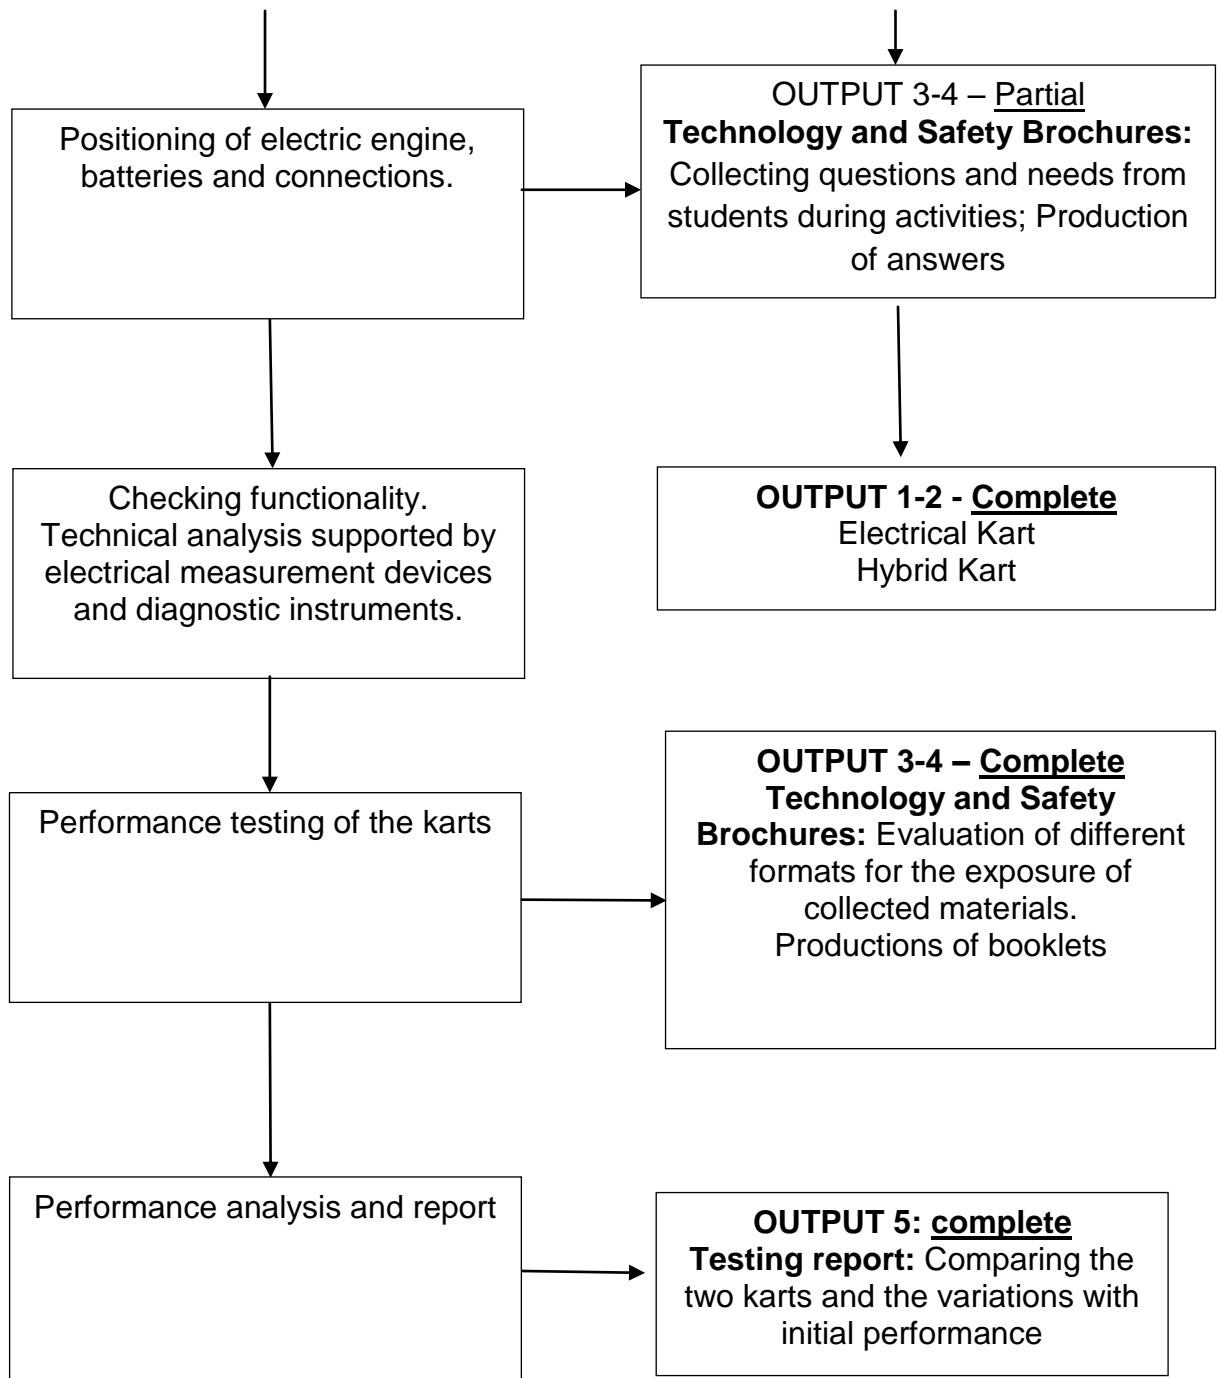 Positioning of electric engine,
batteries and connections.
OUTPUT 3-4 – Partial
Technology and Safety Brochures:
Collecting questions and needs from
students during activities; Production
of answers
Checking functionality.
Technical analysis supported by
electrical measurement devices
and diagnostic instruments.
OUTPUT 1-2 - Complete
Electrical Kart
Hybrid Kart
Performance testing of the karts
OUTPUT 3-4 – Complete
Technology and Safety
Brochures: Evaluation of different
formats for the exposure of
collected materials.
Productions of booklets
Performance analysis and report
OUTPUT 5: complete
Testing report: Comparing the
two karts and the variations with
initial performance